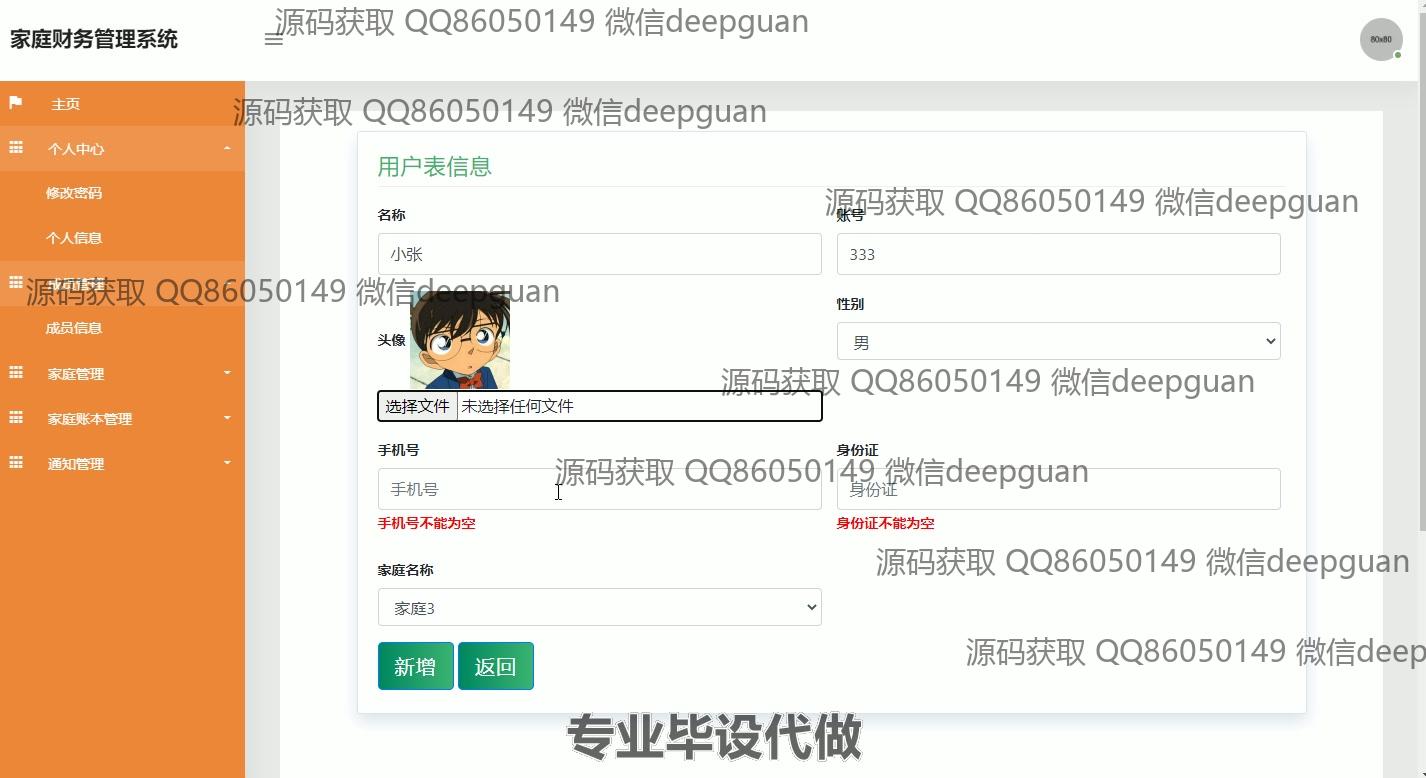 源码获取 QQ86050149 微信deepguan
家庭财务管理系统
80x80
主页
源码获取 QQ86050149 微信deepguan
个人中心
修改密码
个人信息
成员管理
成员信息
家庭管理
家庭账本管理
通知管理
用户表信息
源码获取 QQ86050149 微信deepguan
名称
账号
小张
333
源码获取 QQ86050149 微信deepguan
头像
性别
男
源码获取 QQ86050149 微信deepguan
选择文件 未选择任何文件
手机号
身份证
源码获取 QQ86050149 微信deepguan
手机号
身份证
手机号不能为空
身份证不能为空
源码获取 QQ86050149 微信deepguan
家庭名称
家庭3
源码获取 QQ86050149 微信deep
新增
返回
专业毕设代做